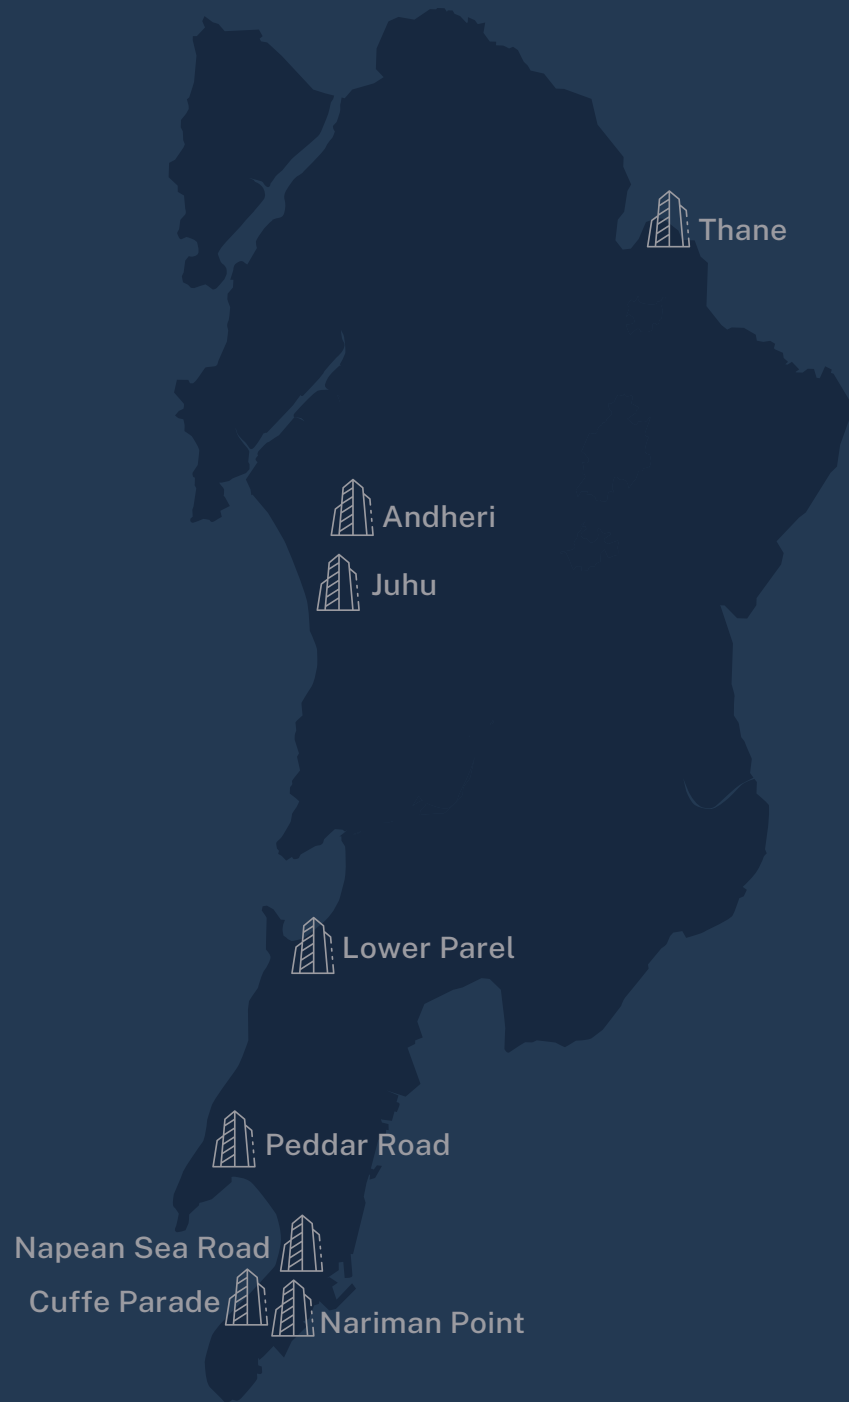 Thane
Andheri
Juhu
Lower Parel
Peddar Road
Napean Sea Road
Cuffe Parade
Nariman Point